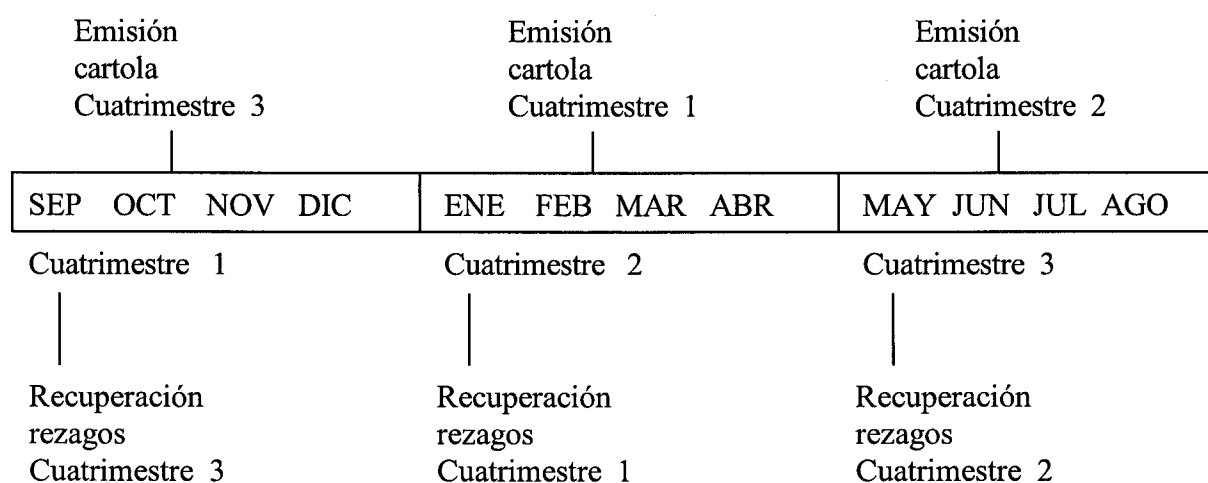 Emisión
cartola
Cuatrimestre 3
Emisión
cartola
Cuatrimestre 1
Emisión
cartola
Cuatrimestre 2
SEP OCT NOV DIC
ENE FEB MAR ABR
MAY JUN JUL AGO
Cuatrimestre 1
Cuatrimestre 2
Cuatrimestre 3
Recuperación
rezagos
Cuatrimestre 3
Recuperación
rezagos
Cuatrimestre 1
Recuperación
rezagos
Cuatrimestre 2